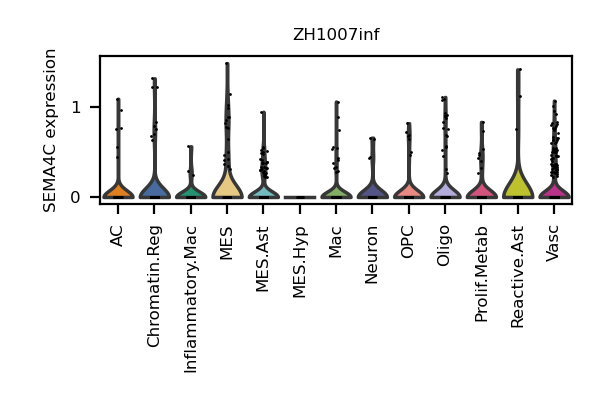 ZH1007inf
SEMA4C expression
1
0
AC
Chromatin.Reg
Inflammatory.Mac
MES
MES.Ast
MES.Hyp
Mac
Neuron
OPC
Oligo
Prolif.Metab
Reactive.Ast
Vasc